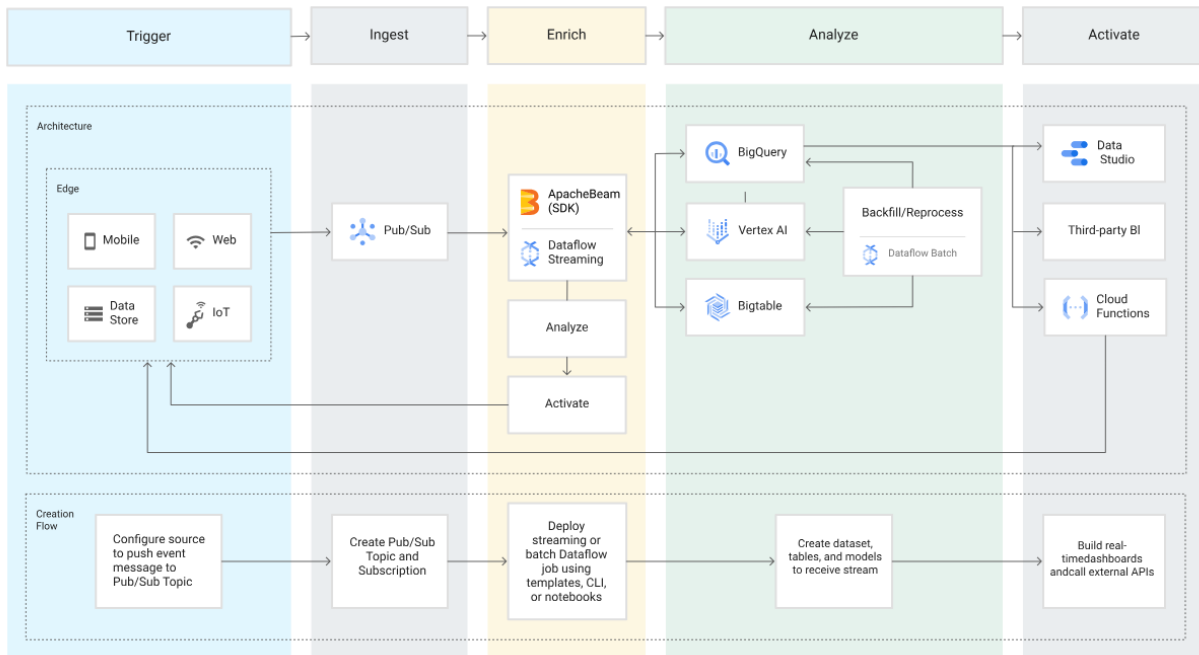 Trigger
Ingest
Enrich
Analyze
Activate
Architecture
Edge
Mobile
Web
Data
Store
IoT
Pub/Sub
ApacheBeam
(SDK)
Dataflow
Streaming
Analyze
Activate
BigQuery
Vertex AI
Bigtable
Backfill/Reprocess
Dataflow Batch
Data
Studio
Third-party BI
Cloud
Functions
Creation
Flow
Configure source
to push event
message to
Pub/Sub Topic
Create Pub/Sub
Topic and
Subscription
Deploy
streaming or
batch Dataflow
job using
templates, CLI,
or notebooks
Create dataset,
tables, and models
to receive stream
Build real-
timedashboards
andcall external APIs